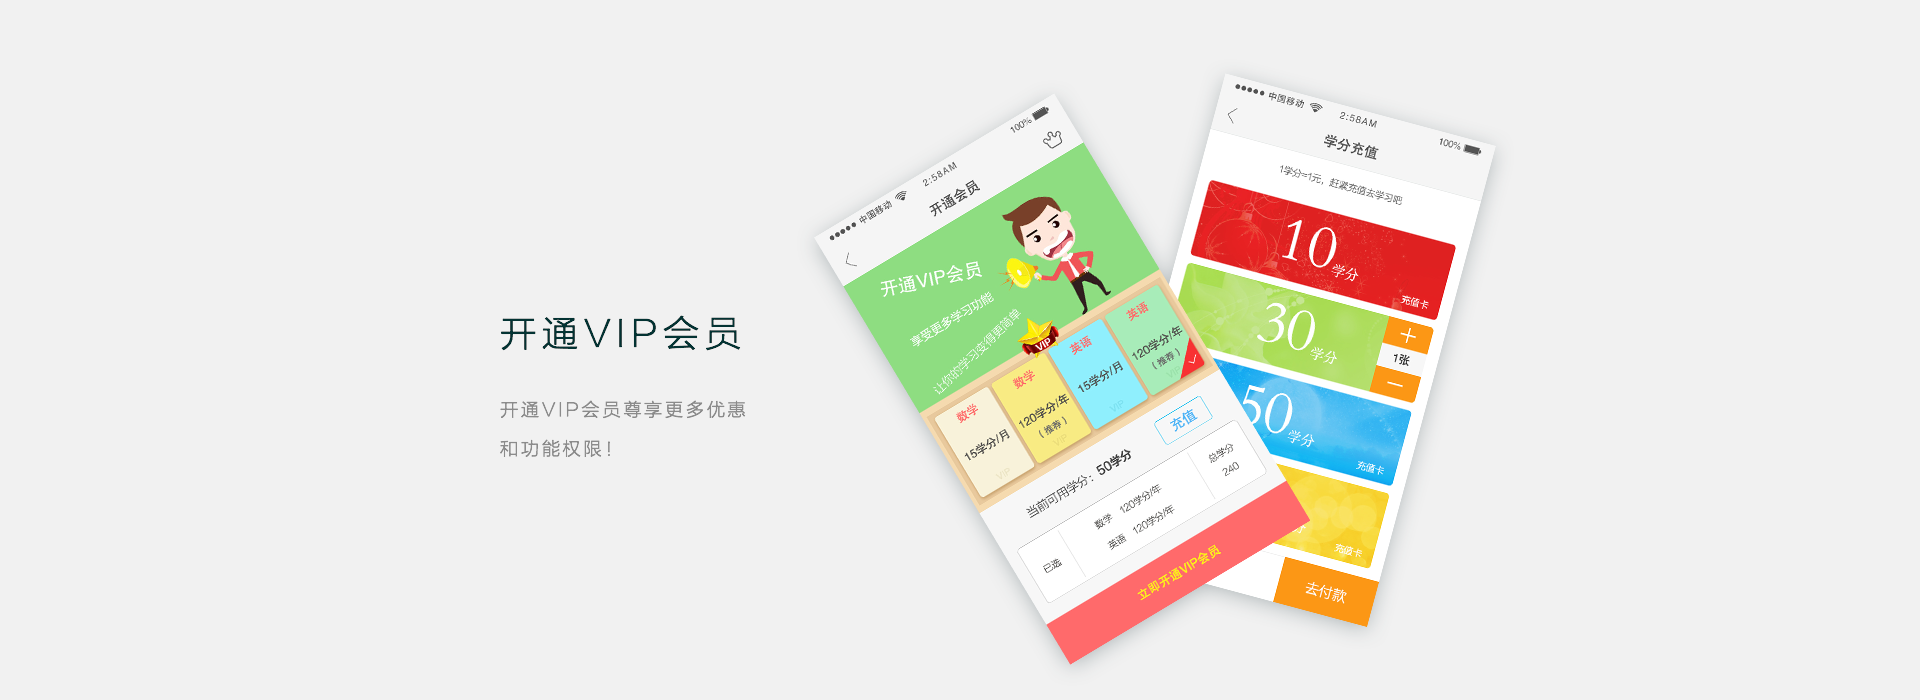 开通VIP会员
开通VIP会员尊享更多优惠
和功能权限！
中国移动
2:58AM
100%
开通会员
开通VIP会员
享受更多学习功能
让你的学习变得更简单
VIP
数学
15学分/月
VIP
数学
120学分/年
（推荐）
VIP
英语
15学分/月
VIP
英语
120学分/年
（推荐）
VIP
当前可用学分：50学分
充值
已选
数学 120学分/年
英语 120学分/年
总学分
240
立即开通VIP会员
中国移动
2:58AM
100%
学分充值
1学分=1元，赶紧充值去学习吧
10学分
充值卡
30学分
1张
50学分
充值卡
充值卡
去付款